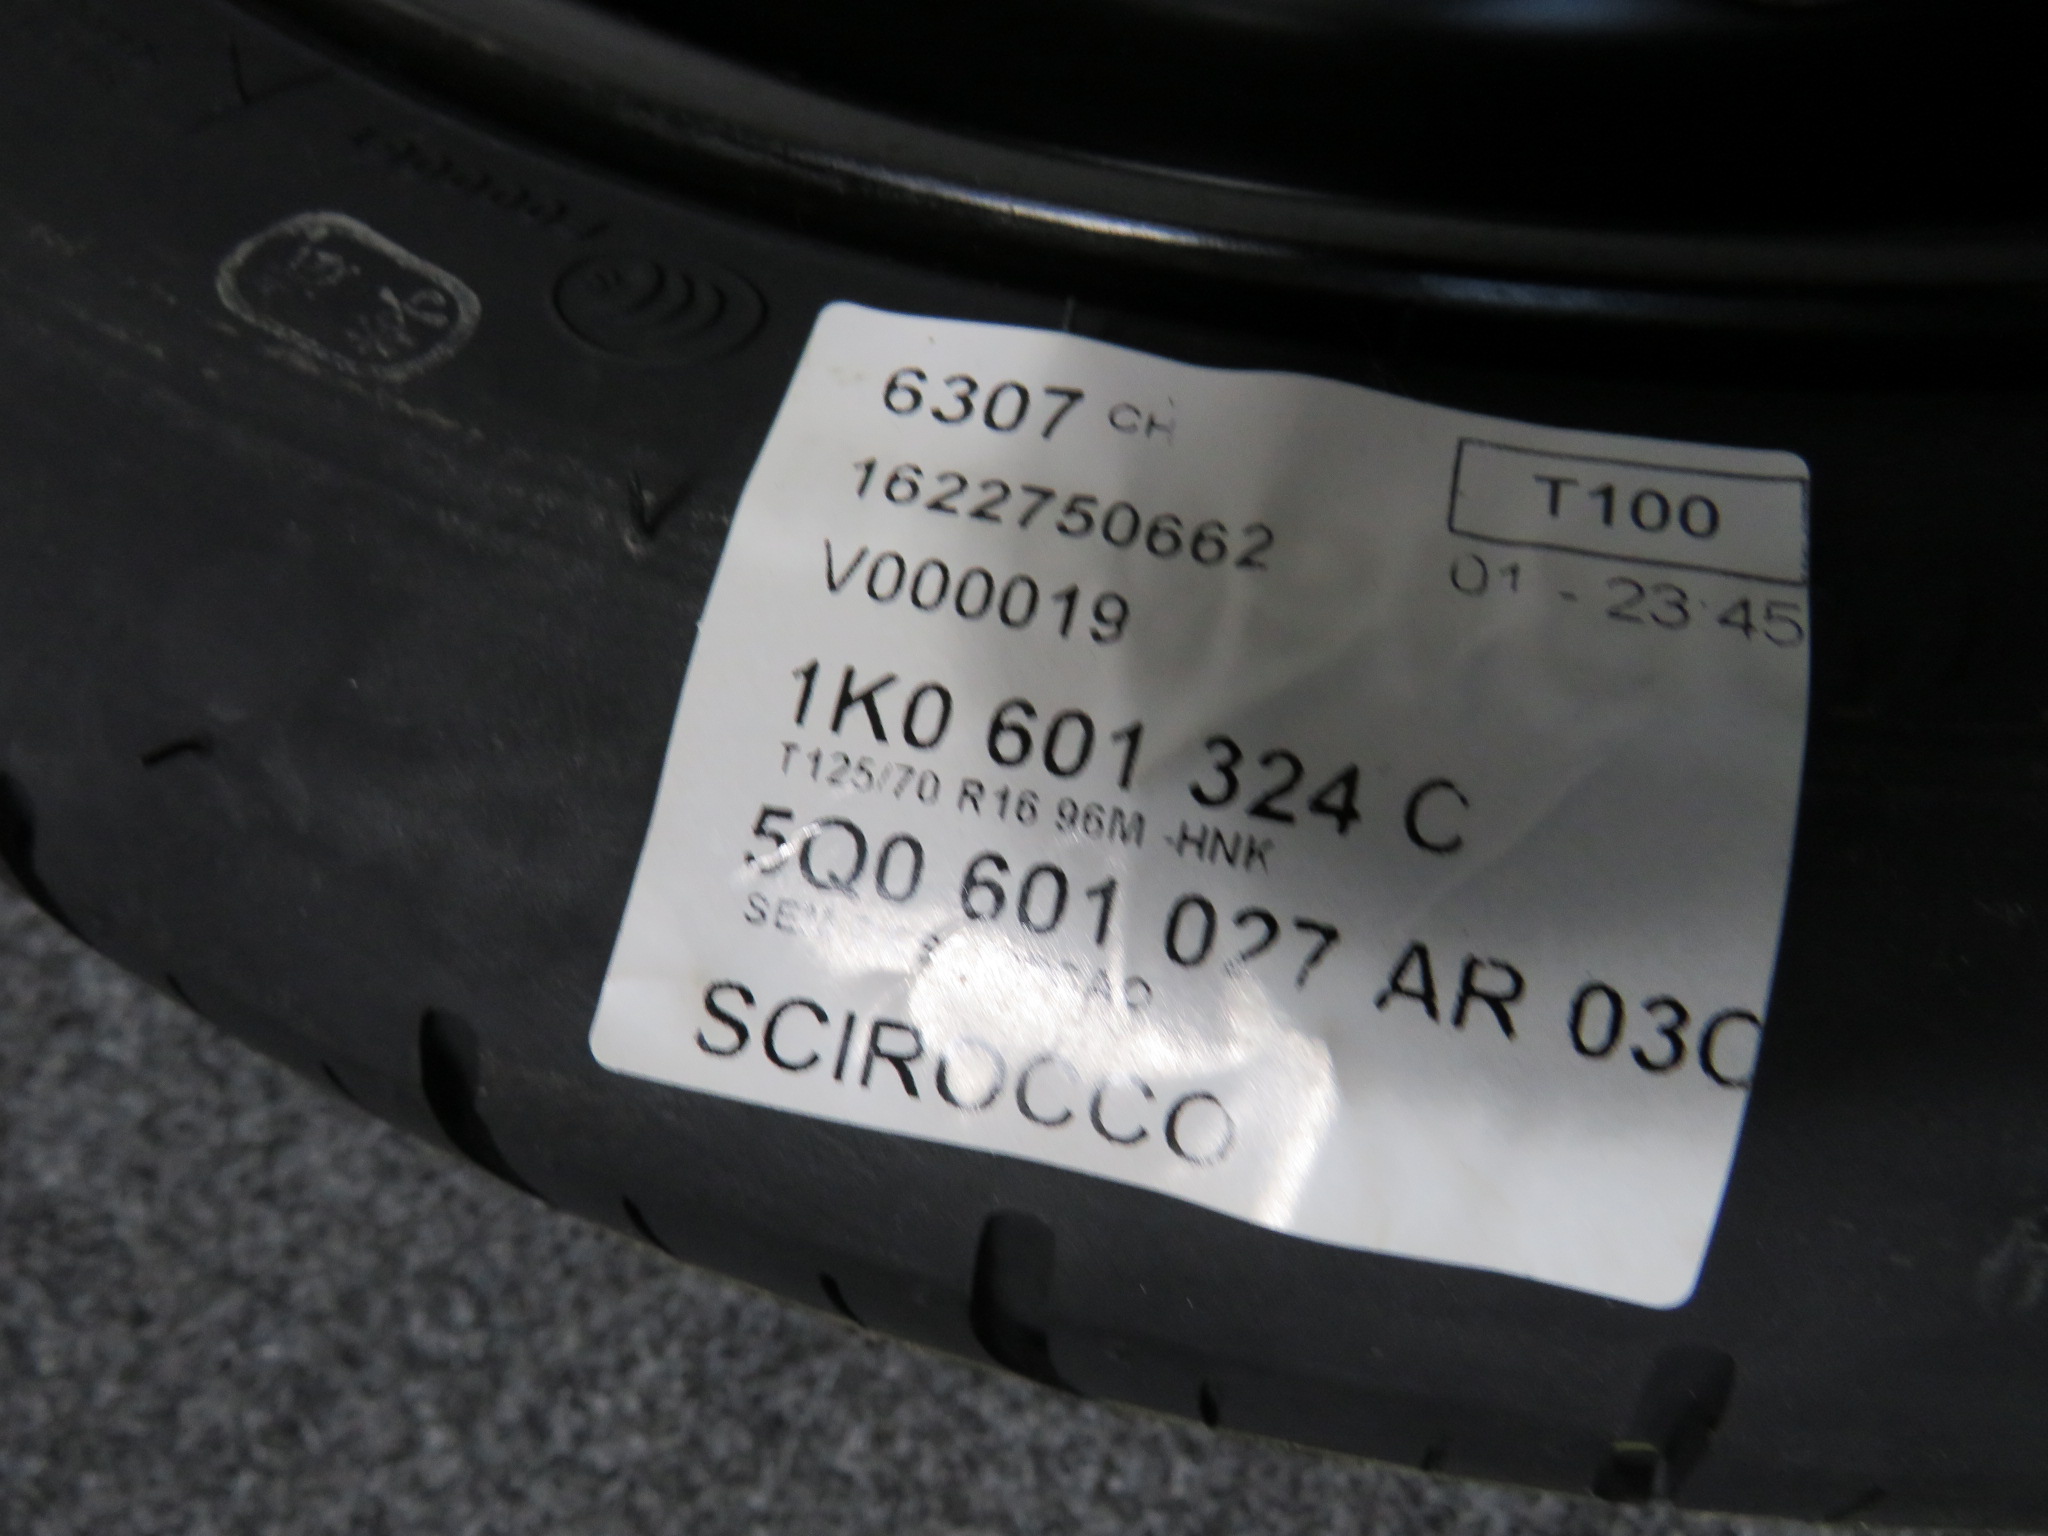 6307 CH
T100
1622750662
01 - 23:45
V000019
1K0 601 324 C
T125/70 R16 96M -HNK
5Q0 601 027 AR 03C
SCIROCCO